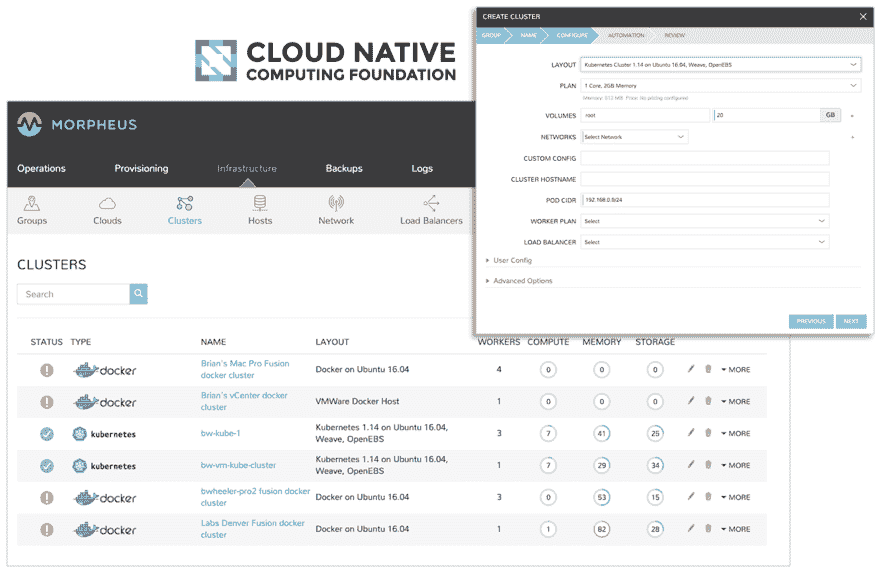 CLOUD NATIVE
COMPUTING FOUNDATION
MORPHEUS
Operations Provisioning Infrastructure Backups Logs
Groups Clouds Clusters Hosts Network Load Balancers
CLUSTERS
Search
STATUS TYPE NAME LAYOUT WORKERS COMPUTE MEMORY STORAGE
docker Brian's Mac Pro Fusion docker cluster Docker on Ubuntu 16.04 4 0 0 0 MORE
docker Brian's vCenter docker cluster VMWare Docker Host 1 0 0 0 MORE
kubernetes bw-kube-1 Kubernetes 1.14 on Ubuntu 16.04, Weave, OpenEBS 3 7 41 25 MORE
kubernetes bw-vm-kube-cluster Kubernetes 1.14 on Ubuntu 16.04, Weave, OpenEBS 1 7 29 34 MORE
docker bwheeler-pro2 fusion docker cluster Docker on Ubuntu 16.04 3 0 53 15 MORE
docker Labs Denver Fusion docker cluster Docker on Ubuntu 16.04 1 1 82 28 MORE
CREATE CLUSTER
GROUP NAME CONFIGURE AUTOMATION REVIEW
LAYOUT Kubernetes Cluster 1.14 on Ubuntu 16.04, Weave, OpenEBS
PLAN 1 Core, 2GB Memory
Memory: 512 MB Price: No pricing configured
VOLUMES root 20 GB
NETWORKS Select Network
CUSTOM CONFIG
CLUSTER HOSTNAME
POD CIDR 192.168.0.0/24
WORKER PLAN Select
LOAD BALANCER Select
User Config
Advanced Options
PREVIOUS NEXT